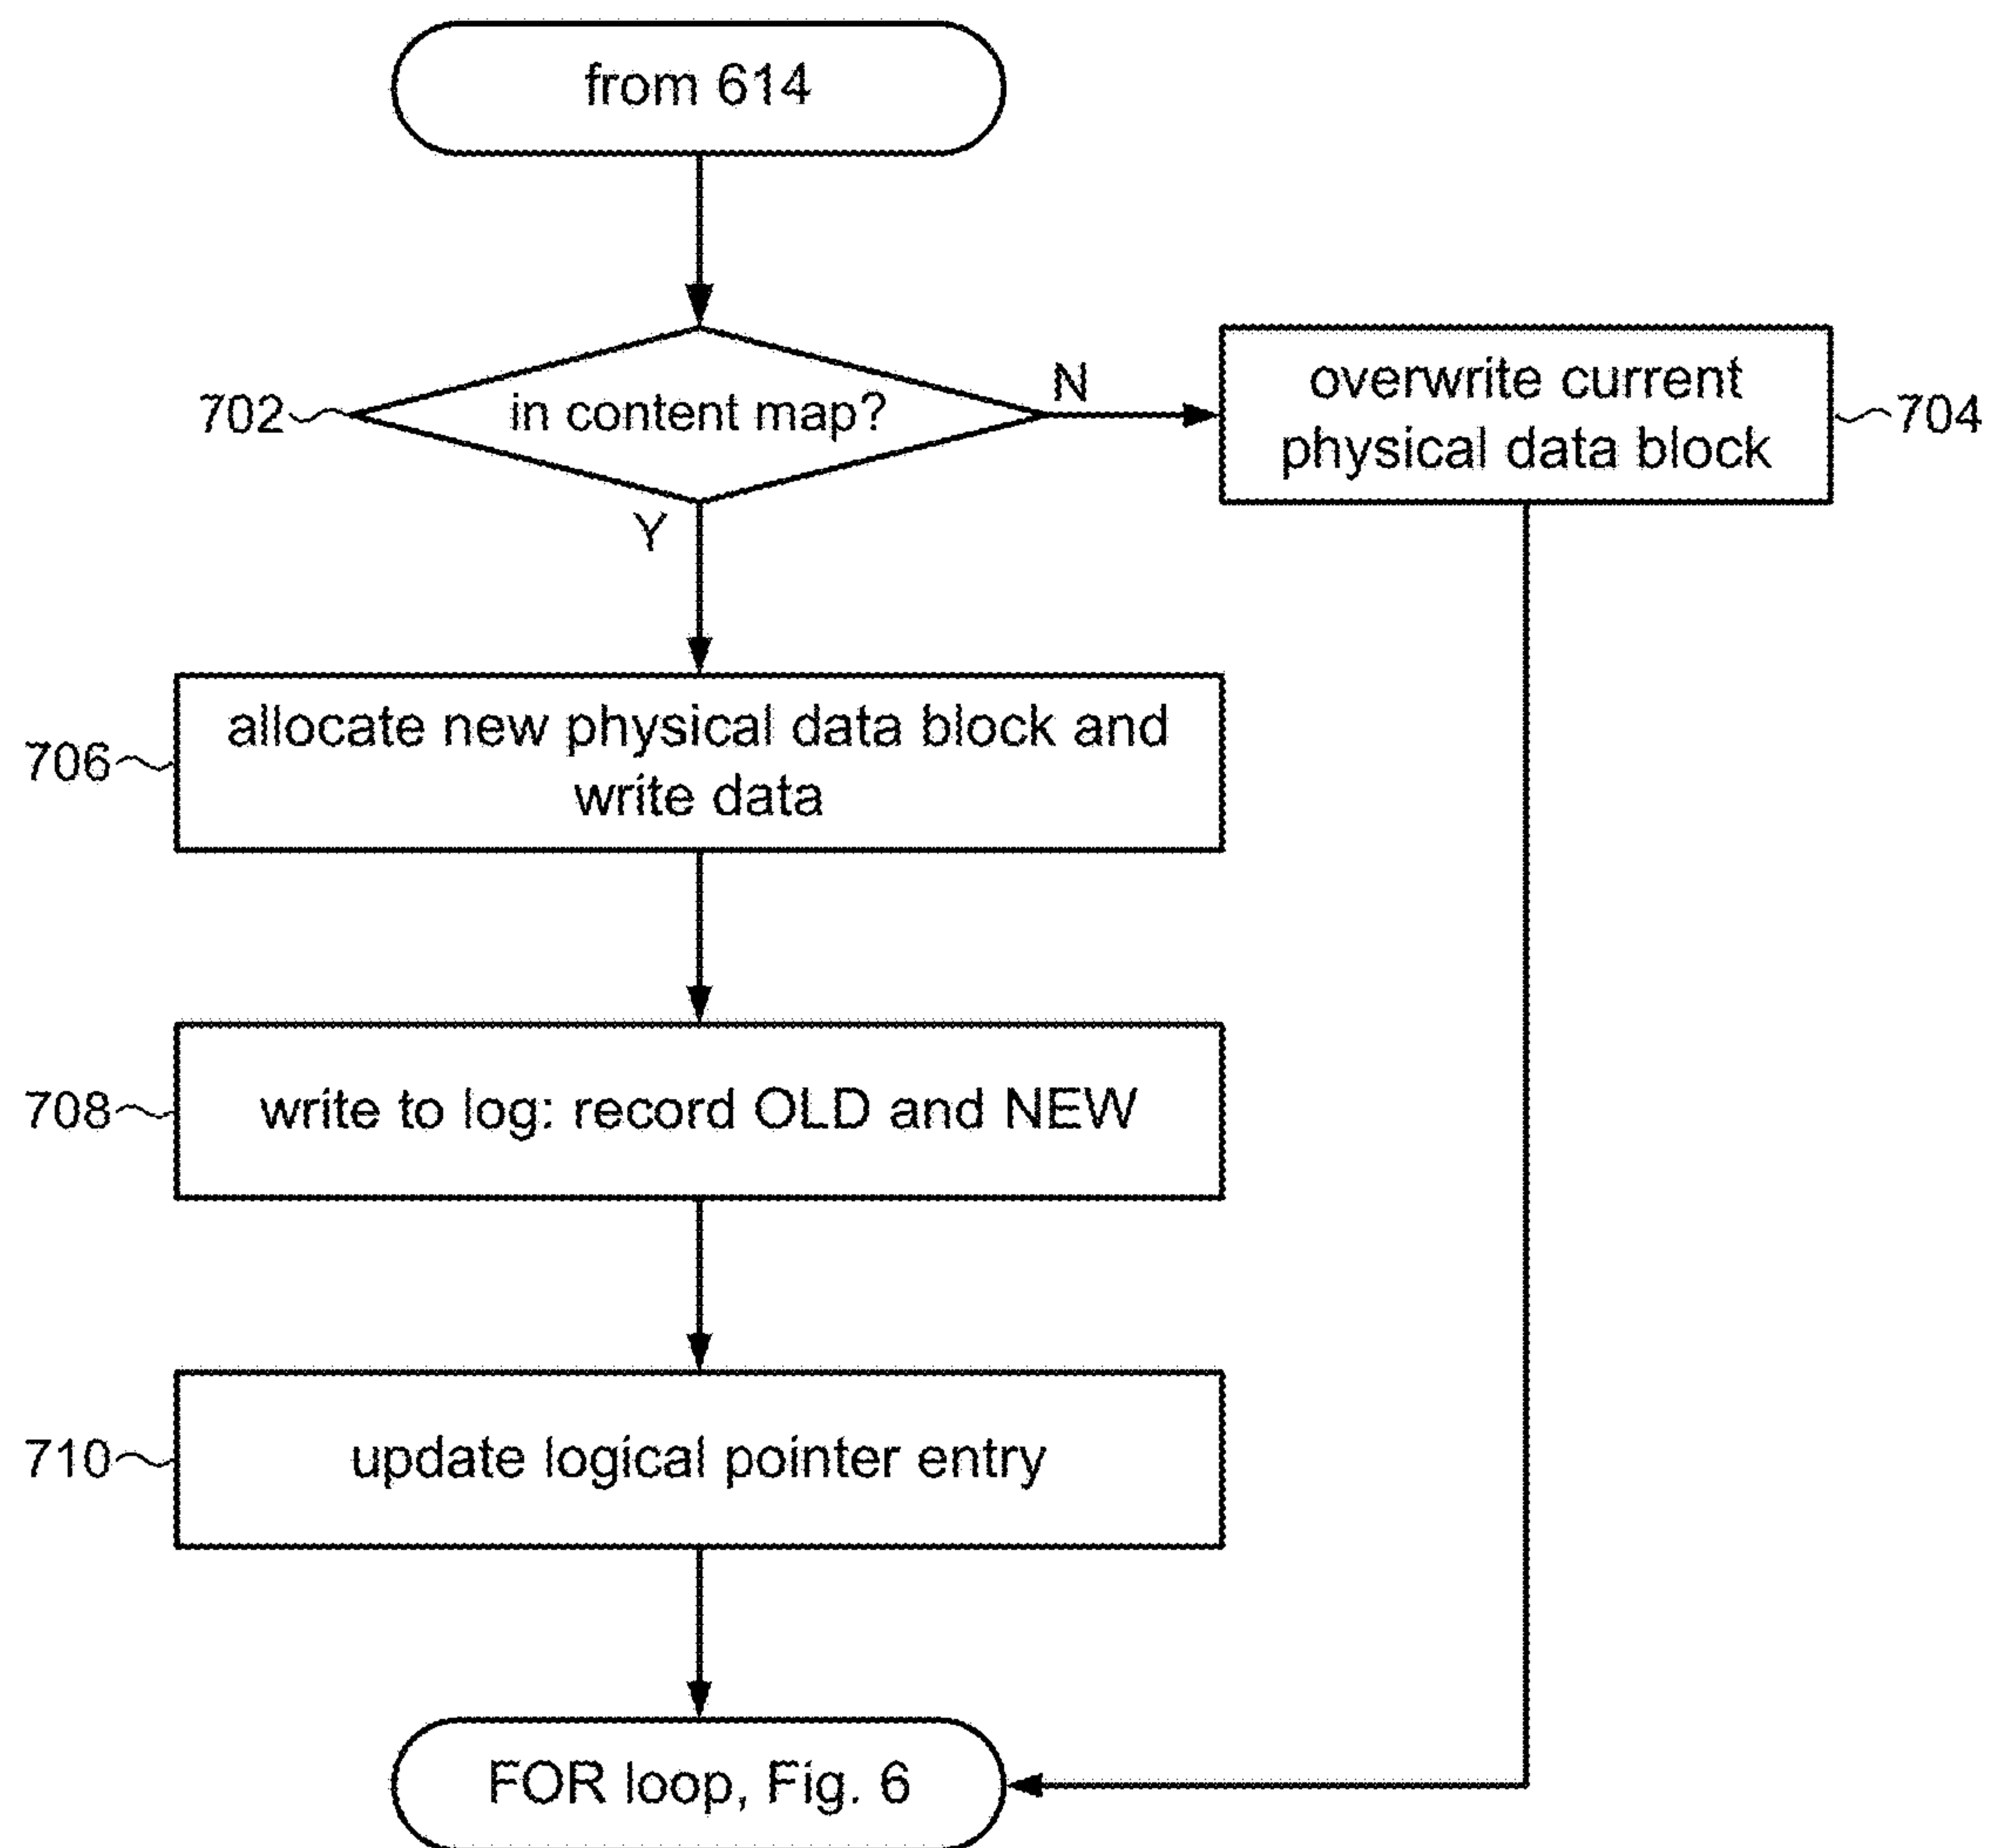 from 614
702
in content map?
N
overwrite current
physical data block
704
Y
706
allocate new physical data block and
write data
708
write to log: record OLD and NEW
710
update logical pointer entry
FOR loop, Fig. 6